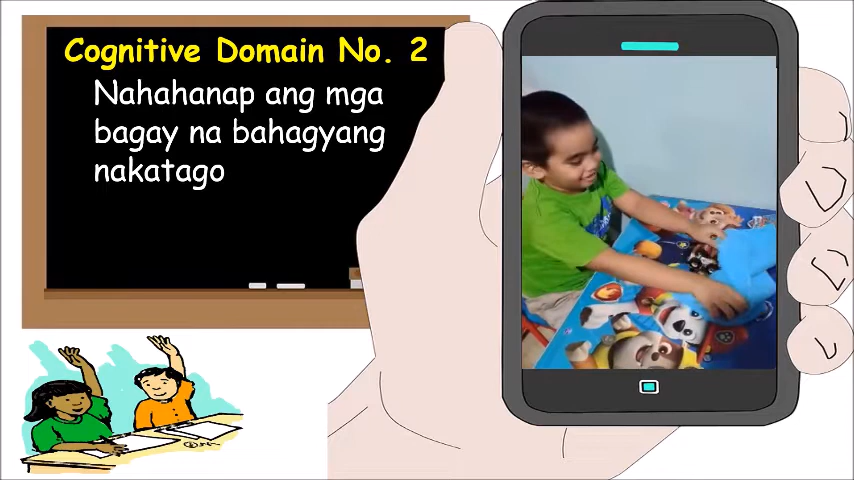 Cognitive Domain No. 2
Nahahanap ang mga
bagay na bahagyang
nakatago